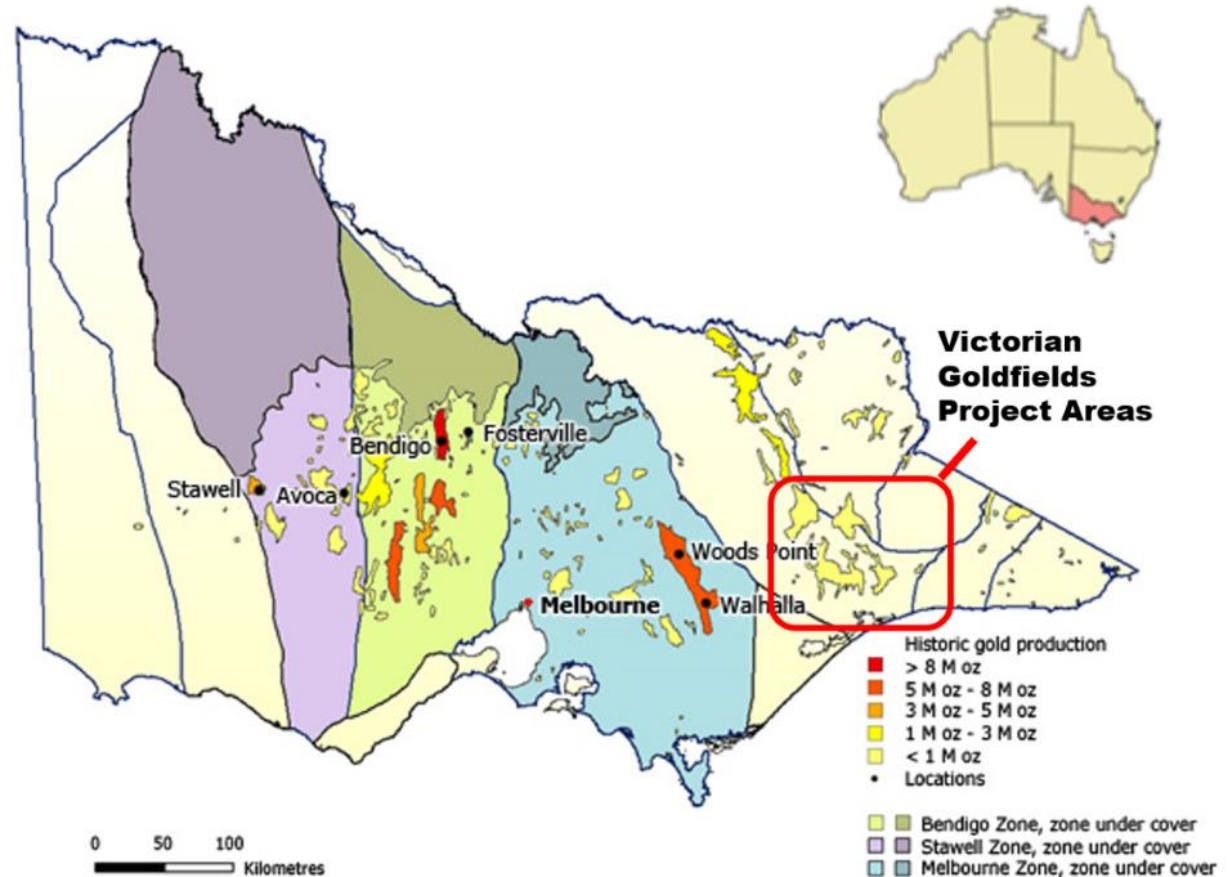 Victorian
Goldfields
Project Areas
Bendigo
Fosterville
Stawell
Avoca
Woods Point
Melbourne
Walhalla
Historic gold production
> 8 M oz
5 M oz - 8 M oz
3 M oz - 5 M oz
1 M oz - 3 M oz
< 1 M oz
Locations
Bendigo Zone, zone under cover
Stawell Zone, zone under cover
Melbourne Zone, zone under cover
0 50 100
Kilometres